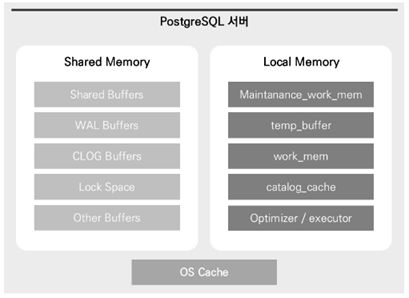 PostgreSQL 서버
Shared Memory
Shared Buffers
WAL Buffers
CLOG Buffers
Lock Space
Other Buffers
Local Memory
Maintanance_work_mem
temp_buffer
work_mem
catalog_cache
Optimizer / executor
OS Cache